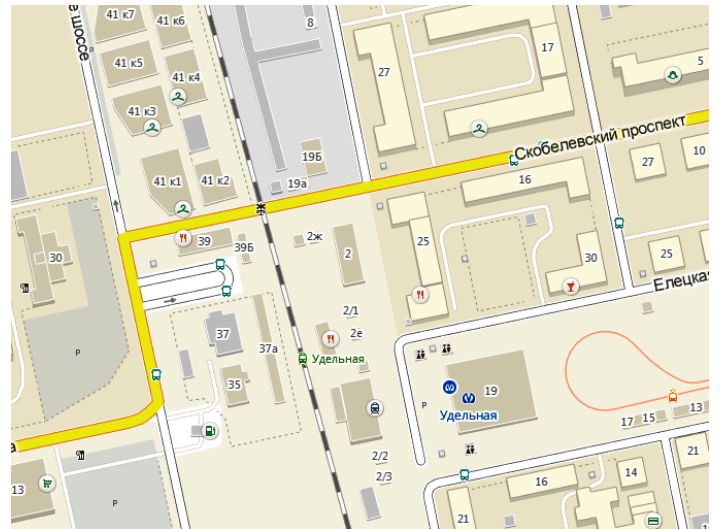 41 к7
41 к6
8
17
е шоссе
41 к5
41 к4
27
5
41 к3
Скобелевский проспект
19Б
27
10
41 к1
41 к2
19а
16
39
39Б
2ж
2
25
30
25
30
Елецкая
2/1
2е
37
37а
Удельная
35
19
Удельная
Р
Р
а
17
15
13
2/2
2/3
13
Р
21
16
14
21
1